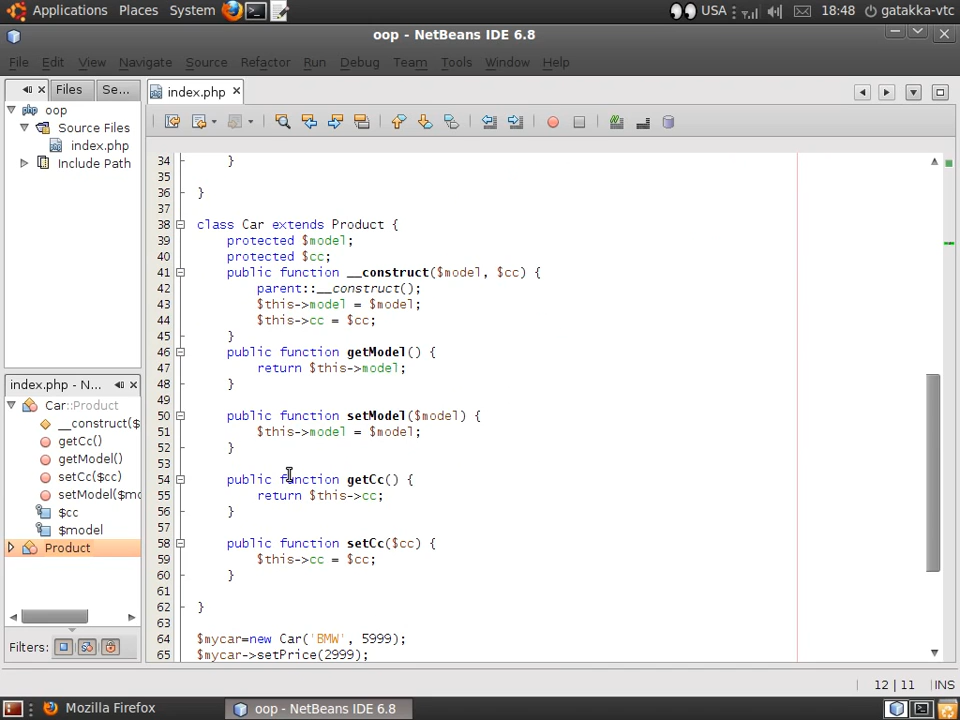 Applications Places System USA 18:48 gatakka-vtc
oop - NetBeans IDE 6.8
File Edit View Navigate Source Refactor Run Debug Team Tools Window Help
Files Se... index.php
oop
Source Files
index.php
Include Path
34 }
35
36 }
37
38 class Car extends Product {
39 protected $model;
40 protected $cc;
41 public function __construct($model, $cc) {
42 parent::__construct();
43 $this->model = $model;
44 $this->cc = $cc;
45 }
46 public function getModel() {
47 return $this->model;
48 }
49
50 public function setModel($model) {
51 $this->model = $model;
52 }
53
54 public function getCc() {
55 return $this->cc;
56 }
57
58 public function setCc($cc) {
59 $this->cc = $cc;
60 }
61
62 }
63
64 $mycar=new Car('BMW', 5999);
65 $mycar->setPrice(2999);
index.php - N...
Car::Product
__construct($
getCc()
getModel()
setCc($cc)
setModel($mo
$cc
$model
Product
Filters:
12 | 11 INS
Mozilla Firefox oop - NetBeans IDE 6.8